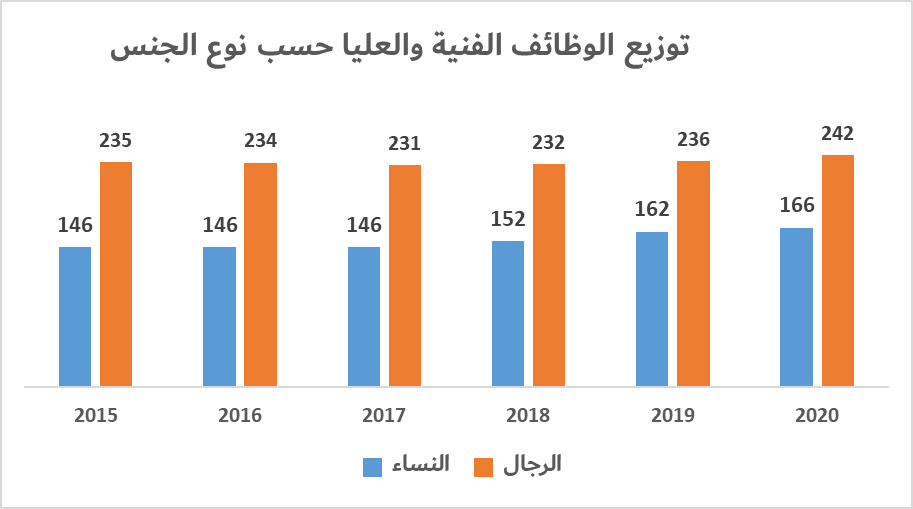 توزيع الوظائف الفنية والعليا حسب نوع الجنس
235 234 231 232 236 242
146 146 146 152 162 166
2015 2016 2017 2018 2019 2020
النساء الرجال